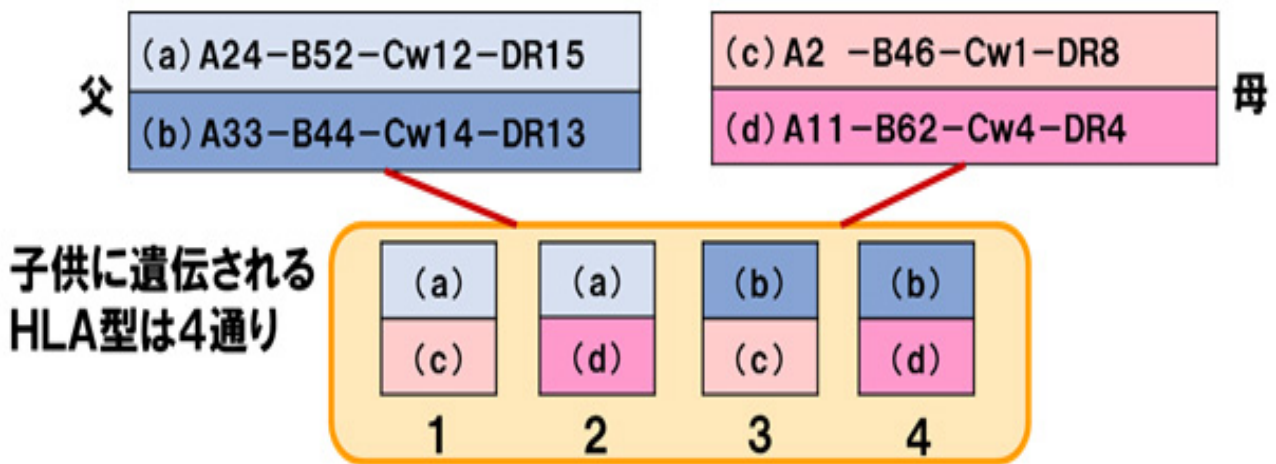 父
(a)A24-B52-Cw12-DR15
(b)A33-B44-Cw14-DR13
(c)A2 -B46-Cw1-DR8
(d)A11-B62-Cw4-DR4
母
子供に遺伝される
HLA型は4通り
(a) (a) (b) (b)
(c) (d) (c) (d)
1 2 3 4